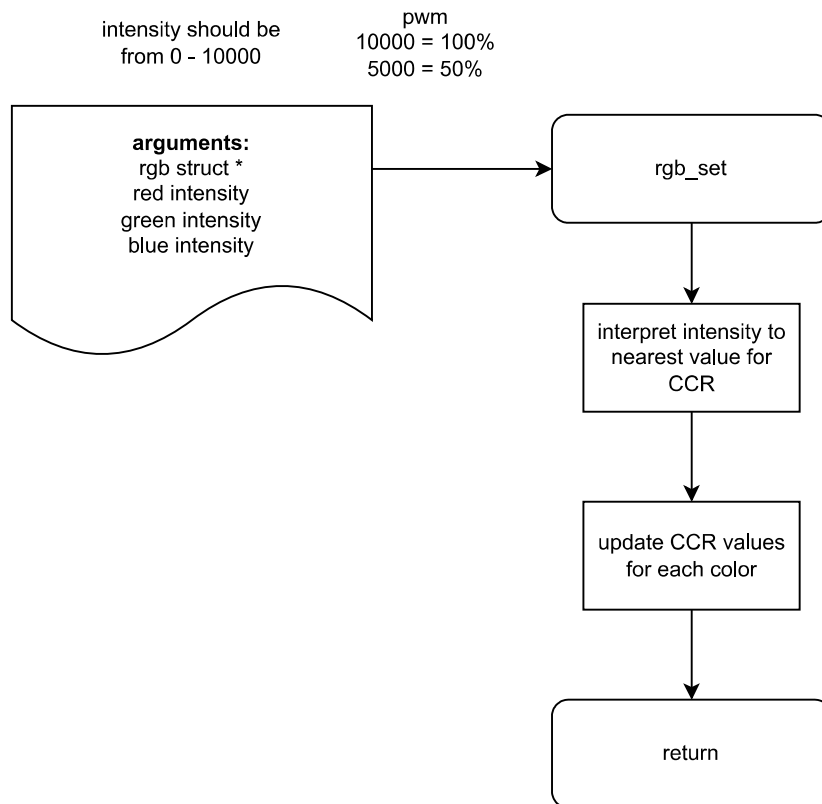 intensity should be
from 0 - 10000
pwm
10000 = 100%
5000 = 50%
arguments:
rgb struct *
red intensity
green intensity
blue intensity
rgb_set
interpret intensity to
nearest value for
CCR
update CCR values
for each color
return